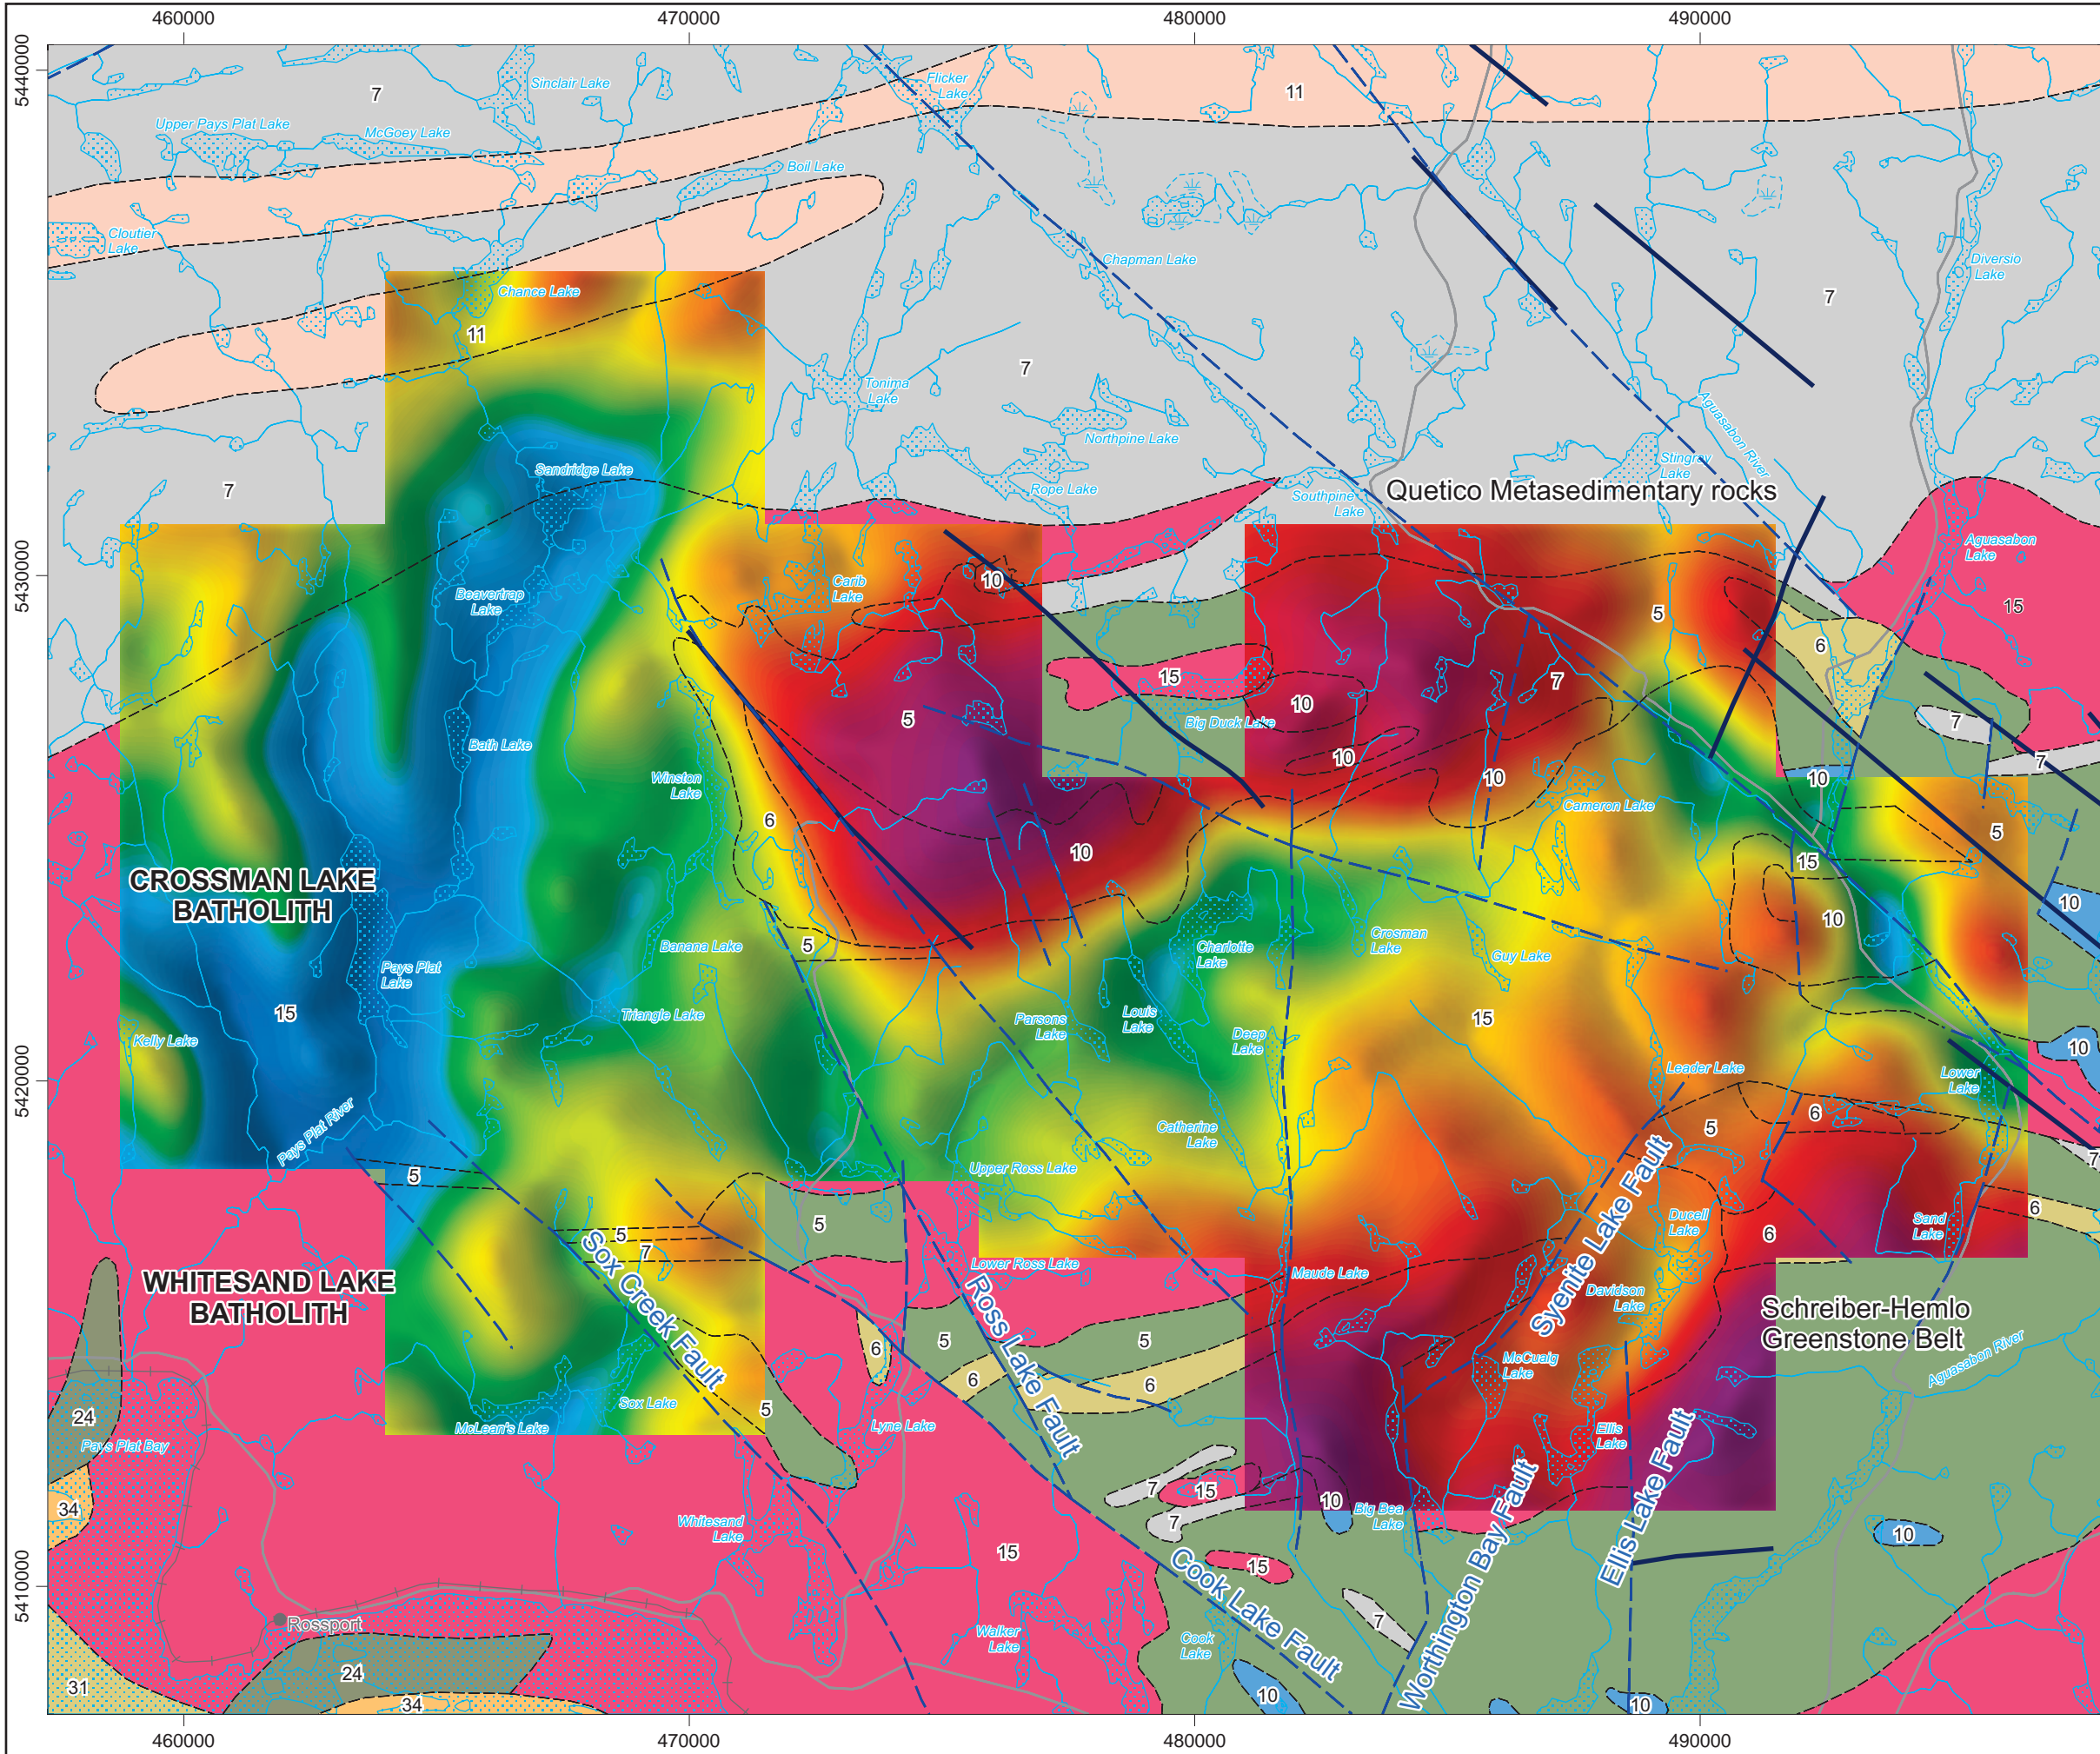 460000
470000
480000
490000
5440000
7
Sinclair Lake
Flicker
Lake
11
Upper Pays Plat Lake
McGoey Lake
Boil Lake
Cloutier
Lake
Chapman Lake
Diversio
Lake
7
Chance Lake
11
7
Tonima
Lake
Northpine Lake
Aguasabon River
Sandridge Lake
Stingray
Lake
7
Rope Lake
Southpine
Lake
Quetico Metasedimentary rocks
Aguasabon
Lake
5430000
Beavertrap
Lake
Carib
Lake
10
5
15
6
15
7
10
5
Big Duck Lake
7
Bath Lake
10
7
Winston
Lake
10
10
Cameron Lake
6
5
10
15
CROSSMAN LAKE
BATHOLITH
10
10
Banana Lake
5
Charlotte
Lake
Crosman
Lake
Guy Lake
Pays Plat
Lake
15
Triangle Lake
Parsons
Lake
Louis
Lake
15
Deep
Lake
Kelly Lake
10
Leader Lake
Lower
Lake
5420000
Pays Plat River
Catherine
Lake
6
5
7
Upper Ross Lake
5
Syenite Lake Fault
5
Ducell
Lake
Sand
Lake
6
5
7
6
Sox Creek Fault
Lower Ross Lake
Maude Lake
WHITESAND LAKE
BATHOLITH
Ross Lake Fault
Davidson
Lake
Schreiber-Hemlo
Greenstone Belt
6
5
5
Aguasabon River
McCuaig
Lake
6
6
Sox Lake
5
24
McLean's Lake
Lyne Lake
Ellis
Lake
Pays Plat Bay
7
15
10
34
Whitesand
Lake
7
Big Bea
Lake
10
15
15
Cook Lake Fault
Worthington Bay Fault
Ellis Lake Fault
5410000
Rossport
Walker
Lake
Cook
Lake
7
24
31
34
10
10
460000
470000
480000
490000